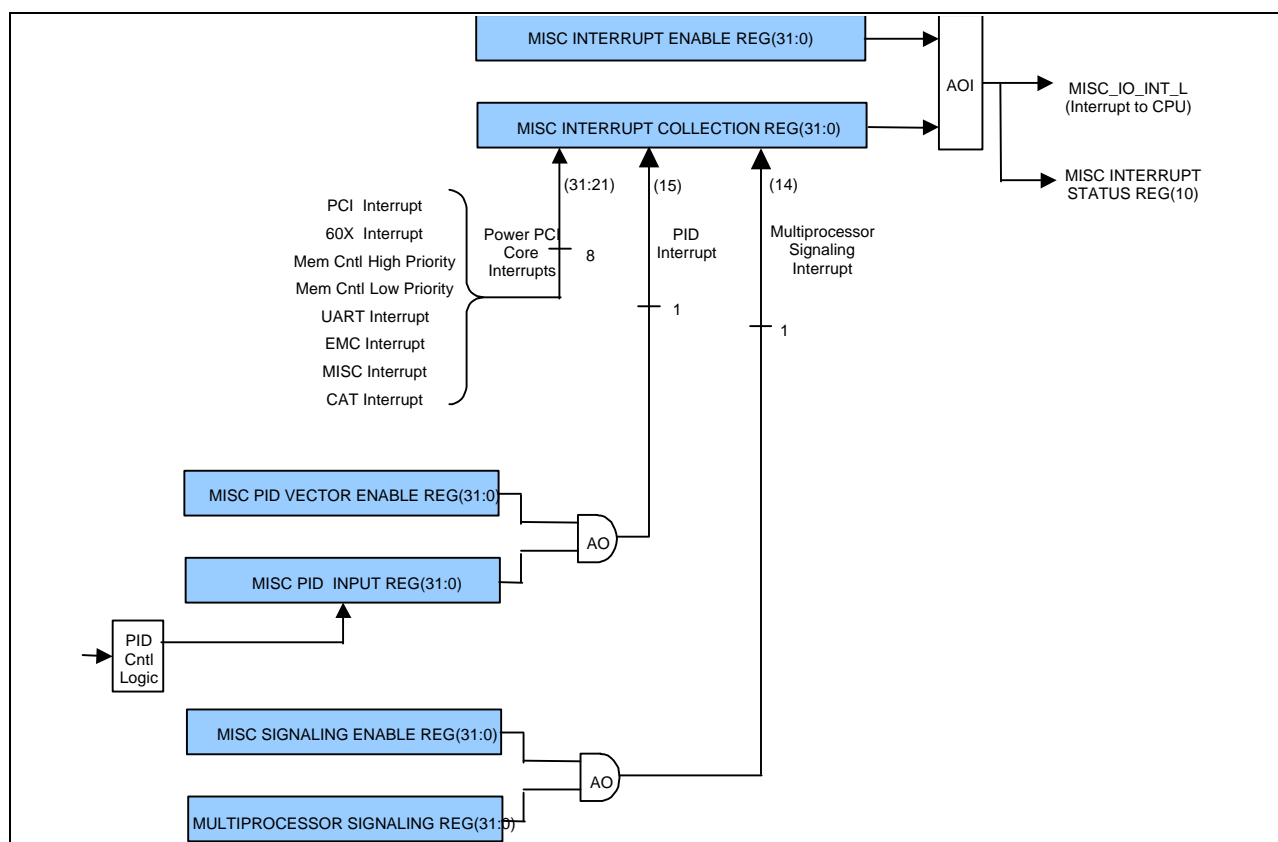 MISC INTERRUPT ENABLE REG(31:0)
AOI
MISC_IO_INT_L
(Interrupt to CPU)
MISC INTERRUPT COLLECTION REG(31:0)
MISC INTERRUPT
STATUS REG(10)
(31:21)
(15)
(14)
PCI Interrupt
60X Interrupt
Mem Cntl High Priority
Mem Cntl Low Priority
UART Interrupt
EMC Interrupt
MISC Interrupt
CAT Interrupt
Power PCI
Core
Interrupts
8
PID
Interrupt
1
Multiprocessor
Signaling
Interrupt
1
MISC PID VECTOR ENABLE REG(31:0)
AO
MISC PID INPUT REG(31:0)
PID
Cntl
Logic
MISC SIGNALING ENABLE REG(31:0)
AO
MULTIPROCESSOR SIGNALING REG(31:0)